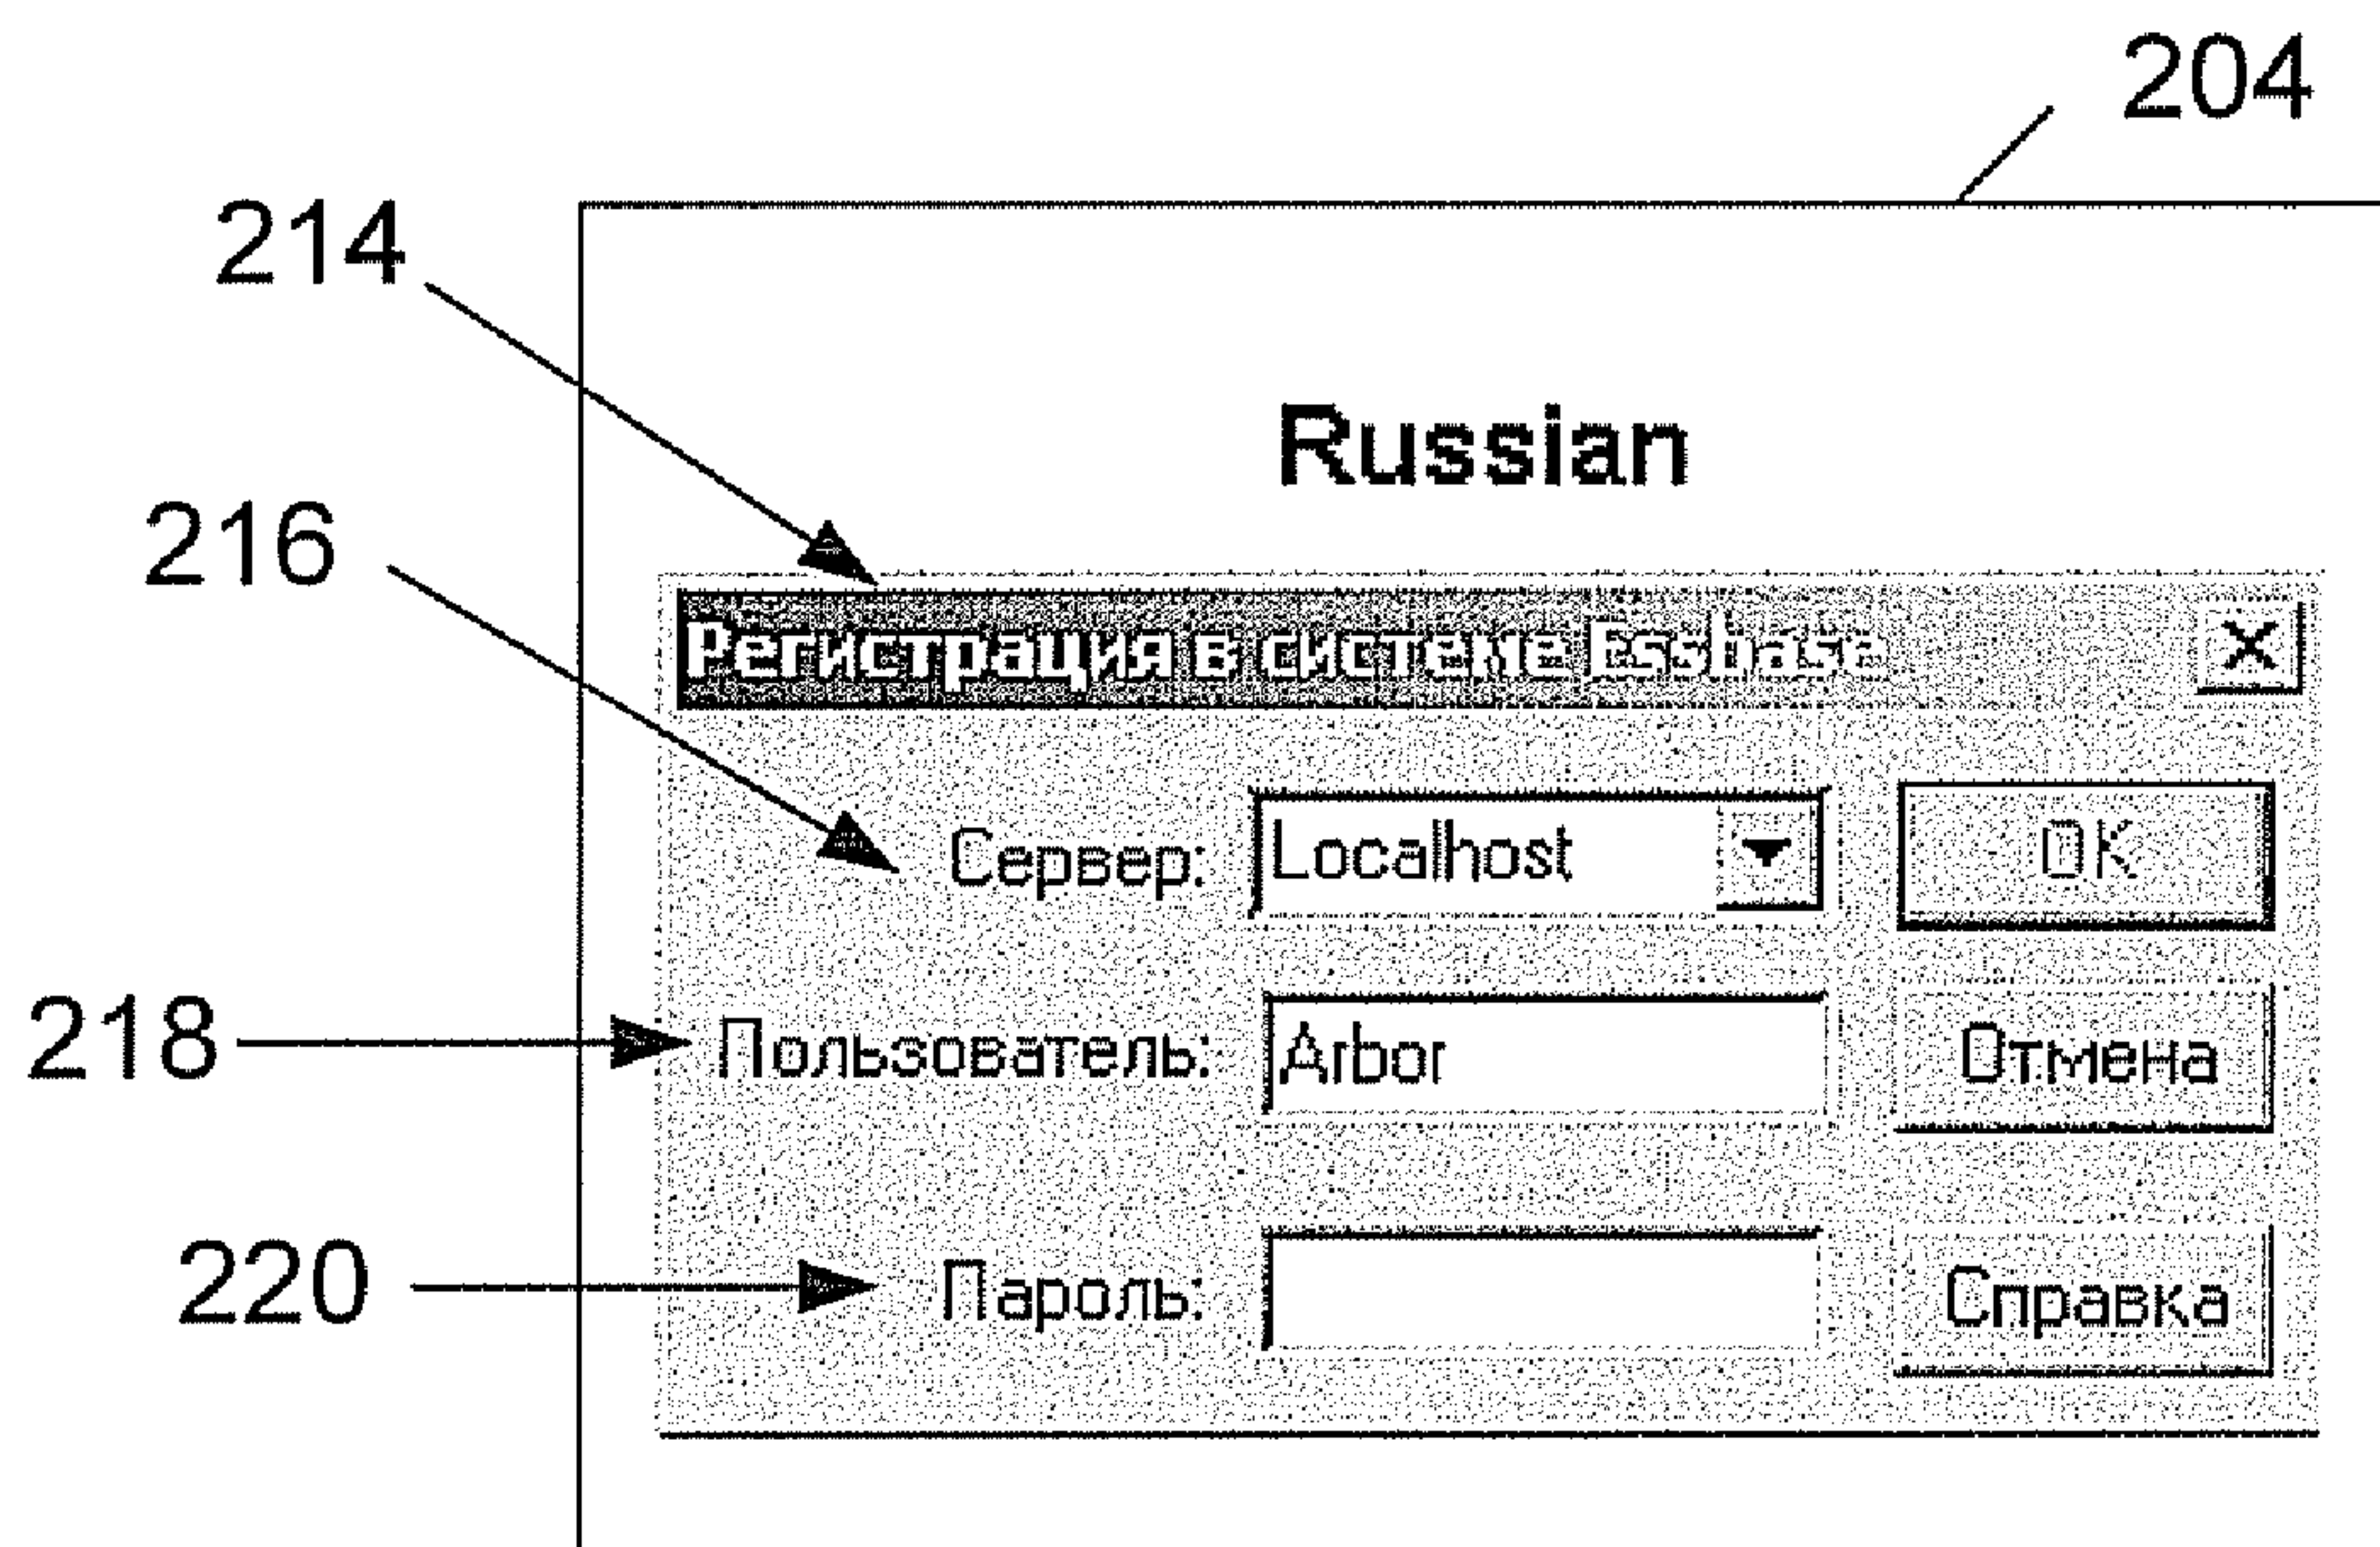 204
214
Russian
216
Регистрация в системе Essbase
Сервер: Localhost OK
218 Пользователь: Arbor Отмена
220 Пароль: Справка